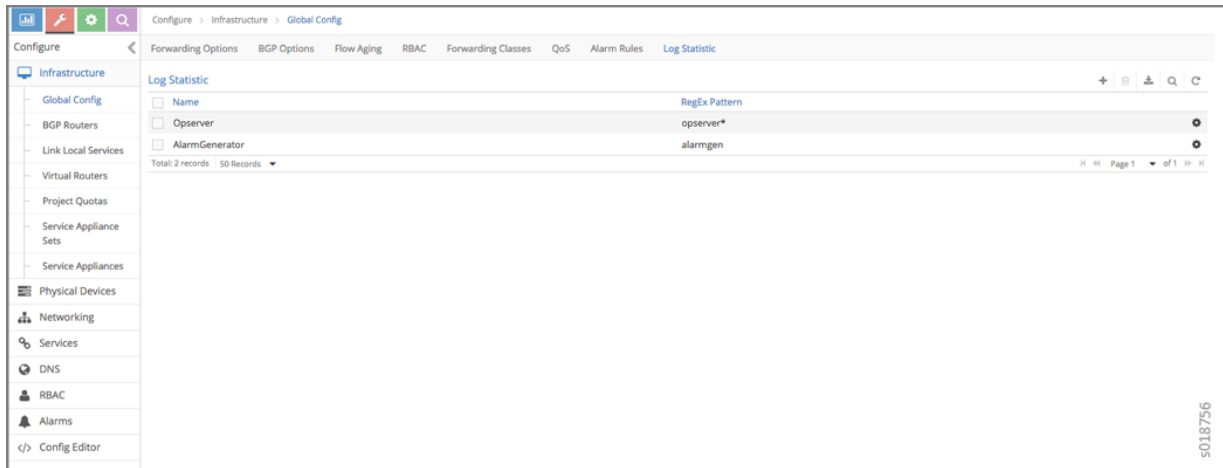 Configure > Infrastructure > Global Config
Configure
Forwarding Options BGP Options Flow Aging RBAC Forwarding Classes QoS Alarm Rules Log Statistic
Infrastructure
Global Config
BGP Routers
Link Local Services
Virtual Routers
Project Quotas
Service Appliance
Sets
Service Appliances
Physical Devices
Networking
Services
DNS
RBAC
Alarms
</> Config Editor
Log Statistic
Name RegEx Pattern
Opserver opserver*
AlarmGenerator alarmgen
Total: 2 records 50 Records Page 1 of 1
s018756